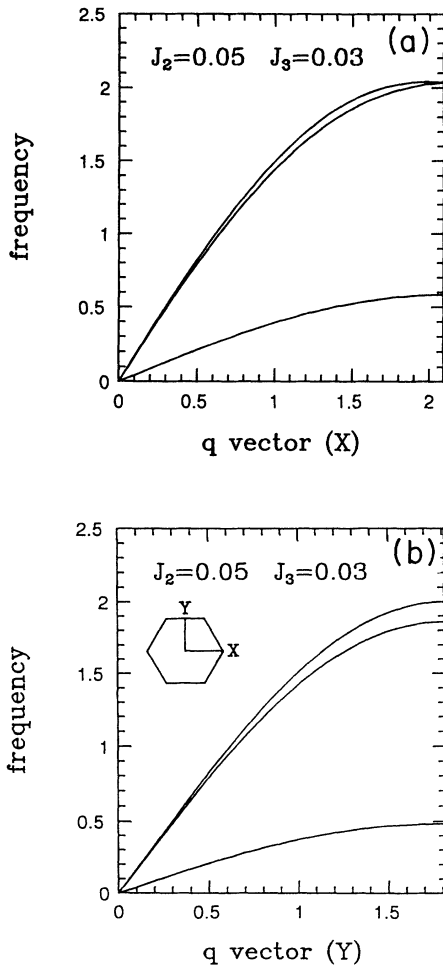 (a)
J₂=0.05 J₃=0.03
2.5
2
1.5
1
0.5
0
frequency
0 0.5 1 1.5 2
q vector (X)
(b)
J₂=0.05 J₃=0.03
Y
X
2.5
2
1.5
1
0.5
0
frequency
0 0.5 1 1.5
q vector (Y)